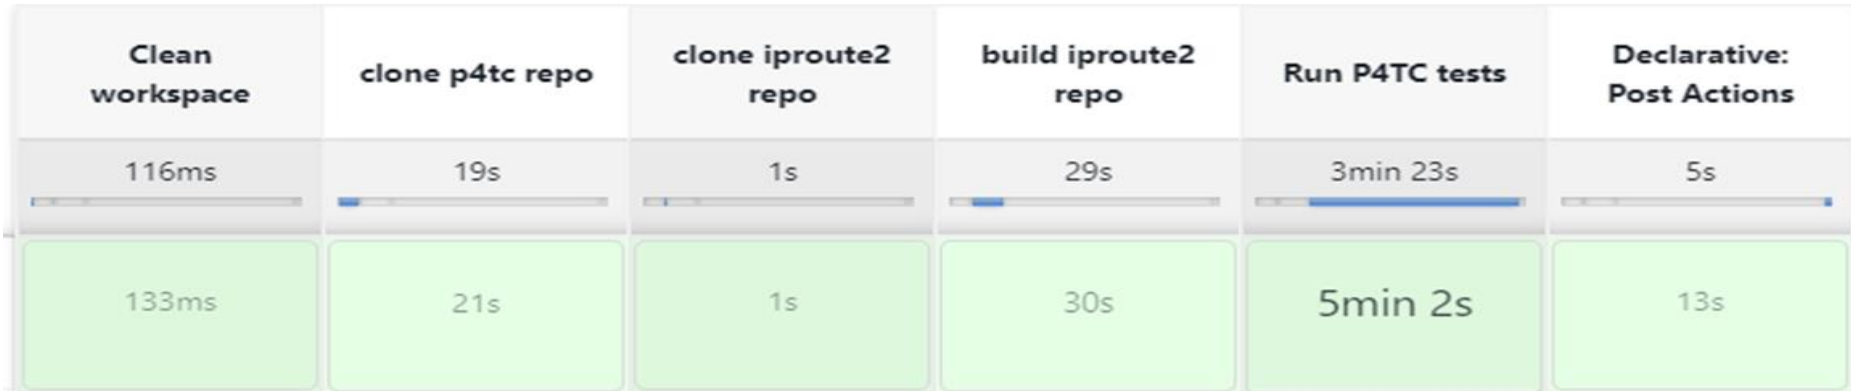 Clean
workspace
clone p4tc repo
clone iproute2
repo
build iproute2
repo
Run P4TC tests
Declarative:
Post Actions
116ms
19s
1s
29s
3min 23s
5s
133ms
21s
1s
30s
5min 2s
13s